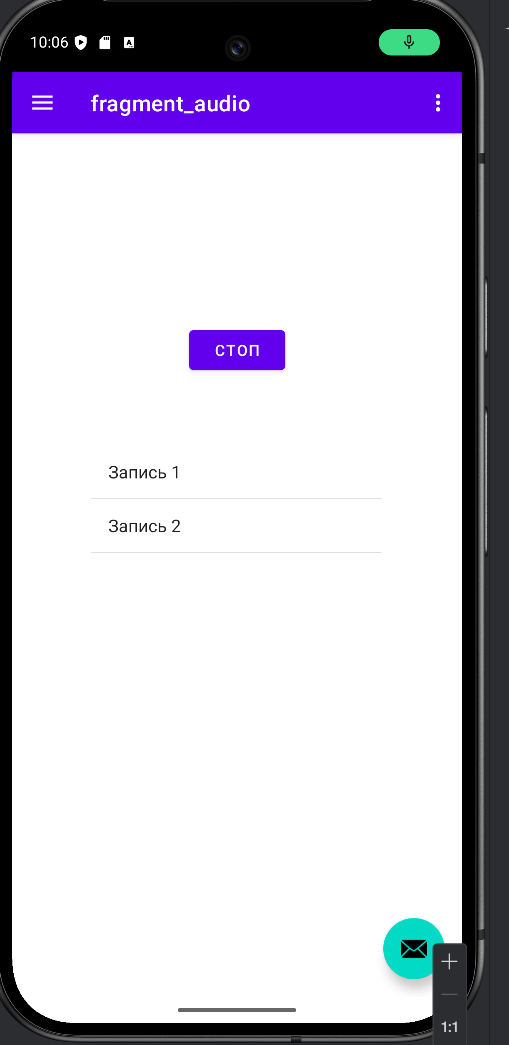 10:06
fragment_audio
СТОП
Запись 1
Запись 2
1:1